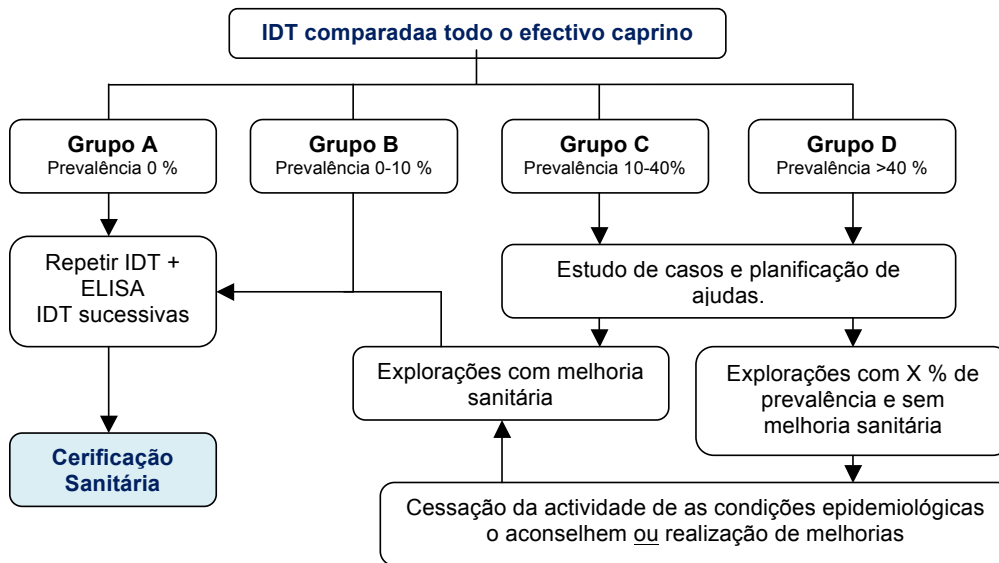 IDT comparadaa todo o efectivo caprino
Grupo A
Prevalência 0 %
Grupo B
Prevalência 0-10 %
Grupo C
Prevalência 10-40%
Grupo D
Prevalência >40 %
Repetir IDT +
ELISA
IDT sucessivas
Estudo de casos e planificação de
ajudas.
Explorações com melhoria
sanitária
Explorações com X % de
prevalência e sem
melhoria sanitária
Cerificação
Sanitária
Cessação da actividade de as condições epidemiológicas
o aconselhem ou realização de melhorias